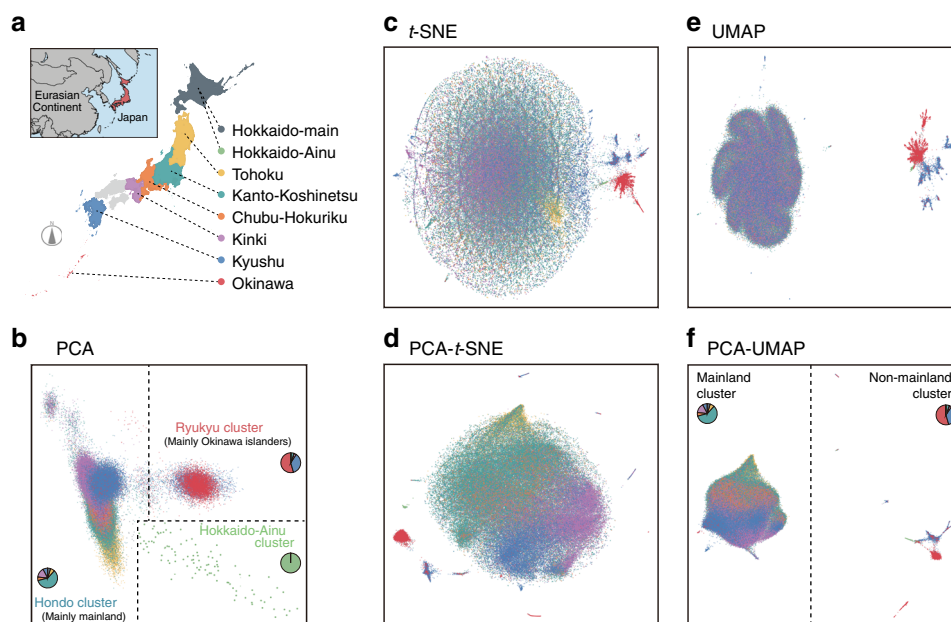 a
Eurasian
Continent
Japan
Hokkaido-main
Hokkaido-Ainu
Tohoku
Kanto-Koshinetsu
Chubu-Hokuriku
Kinki
Kyushu
Okinawa
b
PCA
Ryukyu cluster
(Mainly Okinawa islanders)
Hokkaido-Ainu
cluster
Hondo cluster
(Mainly mainland)
c
t-SNE
d
PCA-t-SNE
e
UMAP
f
PCA-UMAP
Mainland
cluster
Non-mainland
cluster